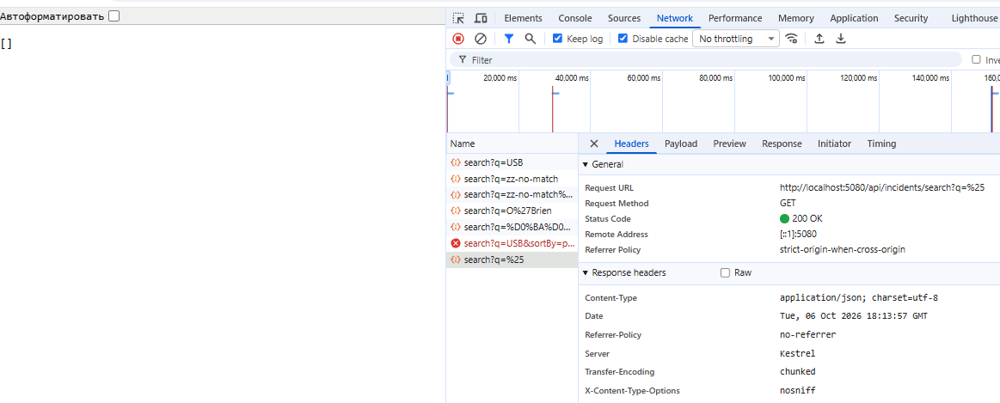 Автоформатировать
[]
Elements Console Sources Network Performance Memory Application Security Lighthouse
Keep log Disable cache No throttling
Filter Inve
20,000 ms 40,000 ms 60,000 ms 80,000 ms 100,000 ms 120,000 ms 140,000 ms 160,0
Name
search?q=USB
search?q=zz-no-match
search?q=zz-no-match%...
search?q=O%27Brien
search?q=%D0%BA%D0...
search?q=USB&sortBy=p...
search?q=%25
Headers Payload Preview Response Initiator Timing
General
Request URL http://localhost:5080/api/incidents/search?q=%25
Request Method GET
Status Code 200 OK
Remote Address [::1]:5080
Referrer Policy strict-origin-when-cross-origin
Response headers Raw
Content-Type application/json; charset=utf-8
Date Tue, 06 Oct 2026 18:13:57 GMT
Referrer-Policy no-referrer
Server Kestrel
Transfer-Encoding chunked
X-Content-Type-Options nosniff